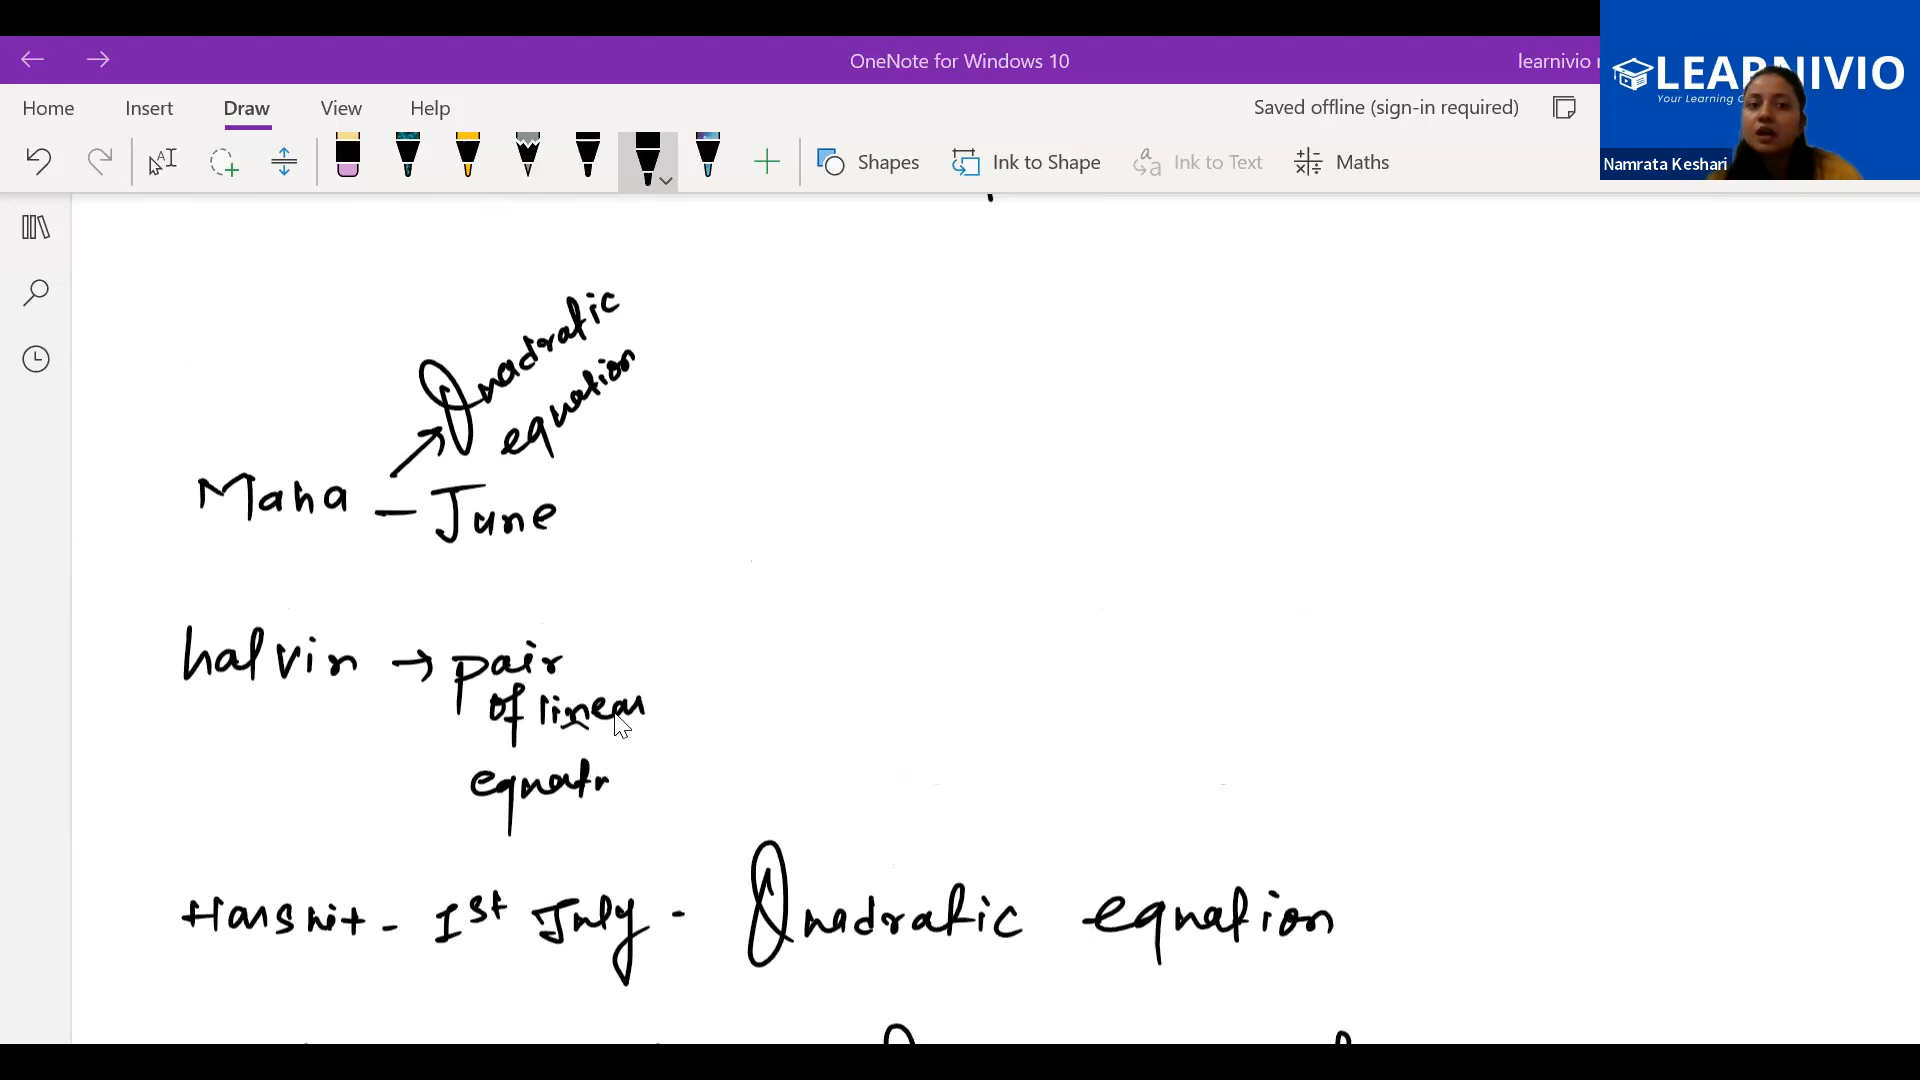 OneNote for Windows 10
learnivio
LEARNIVIO
Your Learning
Namrata Keshari
Home Insert Draw View Help
Saved offline (sign-in required)
Shapes Ink to Shape Ink to Text Maths
Quadratic
equation
Maha - June
halvin → pair
of linear
equatn
Harshit - 1st July - Quadratic equation